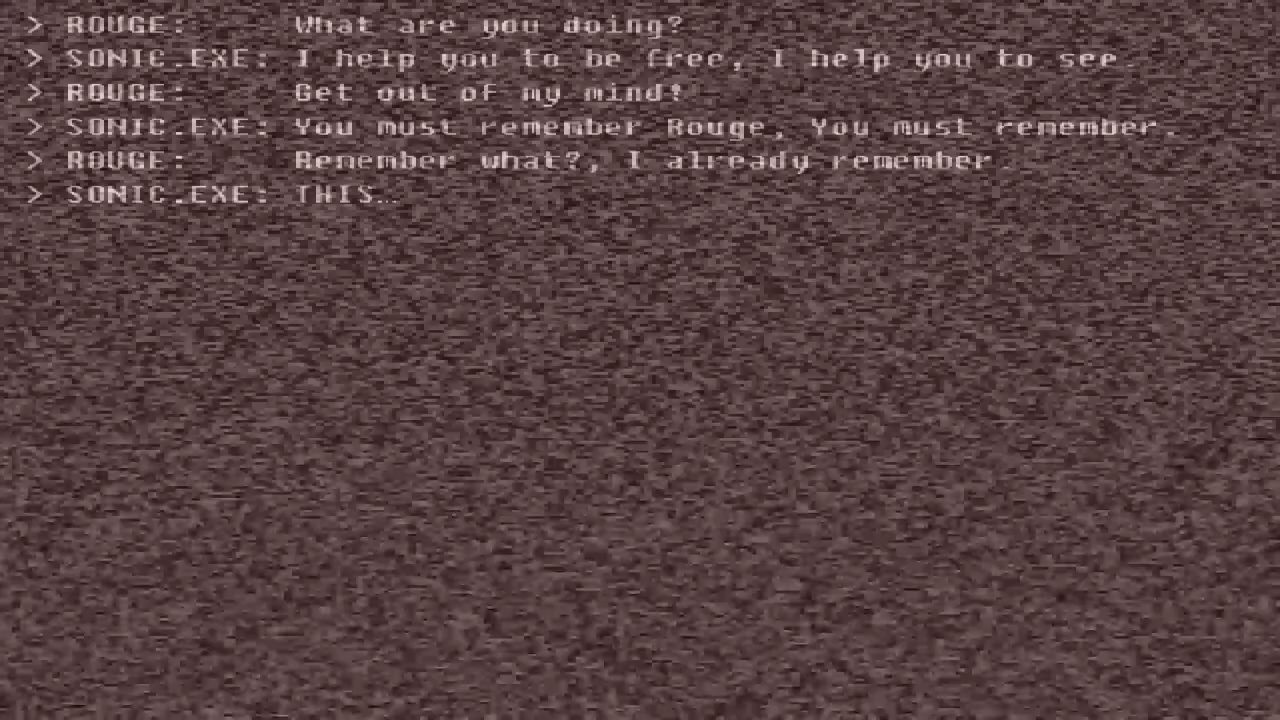 > ROUGE: What are you doing?
> SONIC.EXE: I help you to be free, I help you to see.
> ROUGE: Get out of my mind!
> SONIC.EXE: You must remember Rouge, You must remember.
> ROUGE: Remember what?, I already remember.
> SONIC.EXE: THIS…